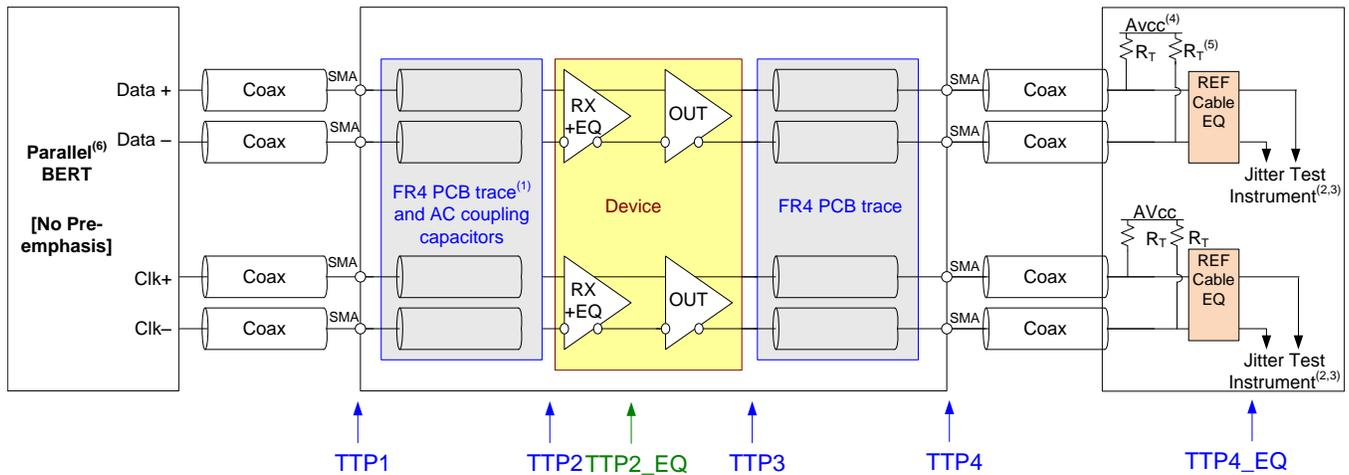 Parallel(6)
BERT
[No Pre-
emphasis]
Data +
Data –
Clk+
Clk–
Coax
SMA
Coax
SMA
Coax
SMA
Coax
SMA
FR4 PCB trace(1)
and AC coupling
capacitors
RX
+EQ
OUT
Device
RX
+EQ
OUT
FR4 PCB trace
SMA
Coax
SMA
Coax
SMA
Coax
SMA
Coax
Avcc(4)
RT
RT(5)
REF
Cable
EQ
Jitter Test
Instrument(2,3)
AVcc
RT
RT
REF
Cable
EQ
Jitter Test
Instrument(2,3)
TTP1
TTP2
TTP2_EQ
TTP3
TTP4
TTP4_EQ